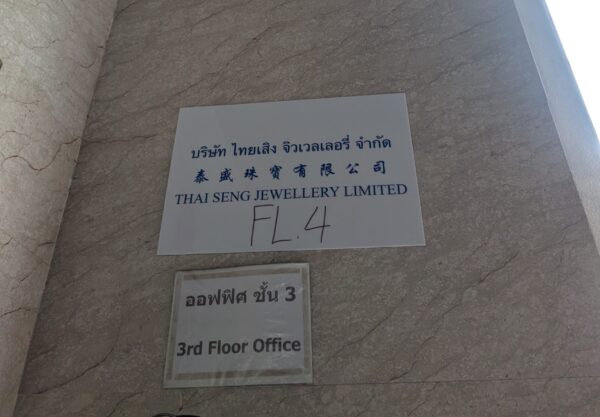 บริษัท ไทยเสิง จิวเวลเลอรี่ จำกัด
泰盛珠寶有限公司
THAI SENG JEWELLERY LIMITED
FL.4
ออฟฟิศ ชั้น 3
3rd Floor Office